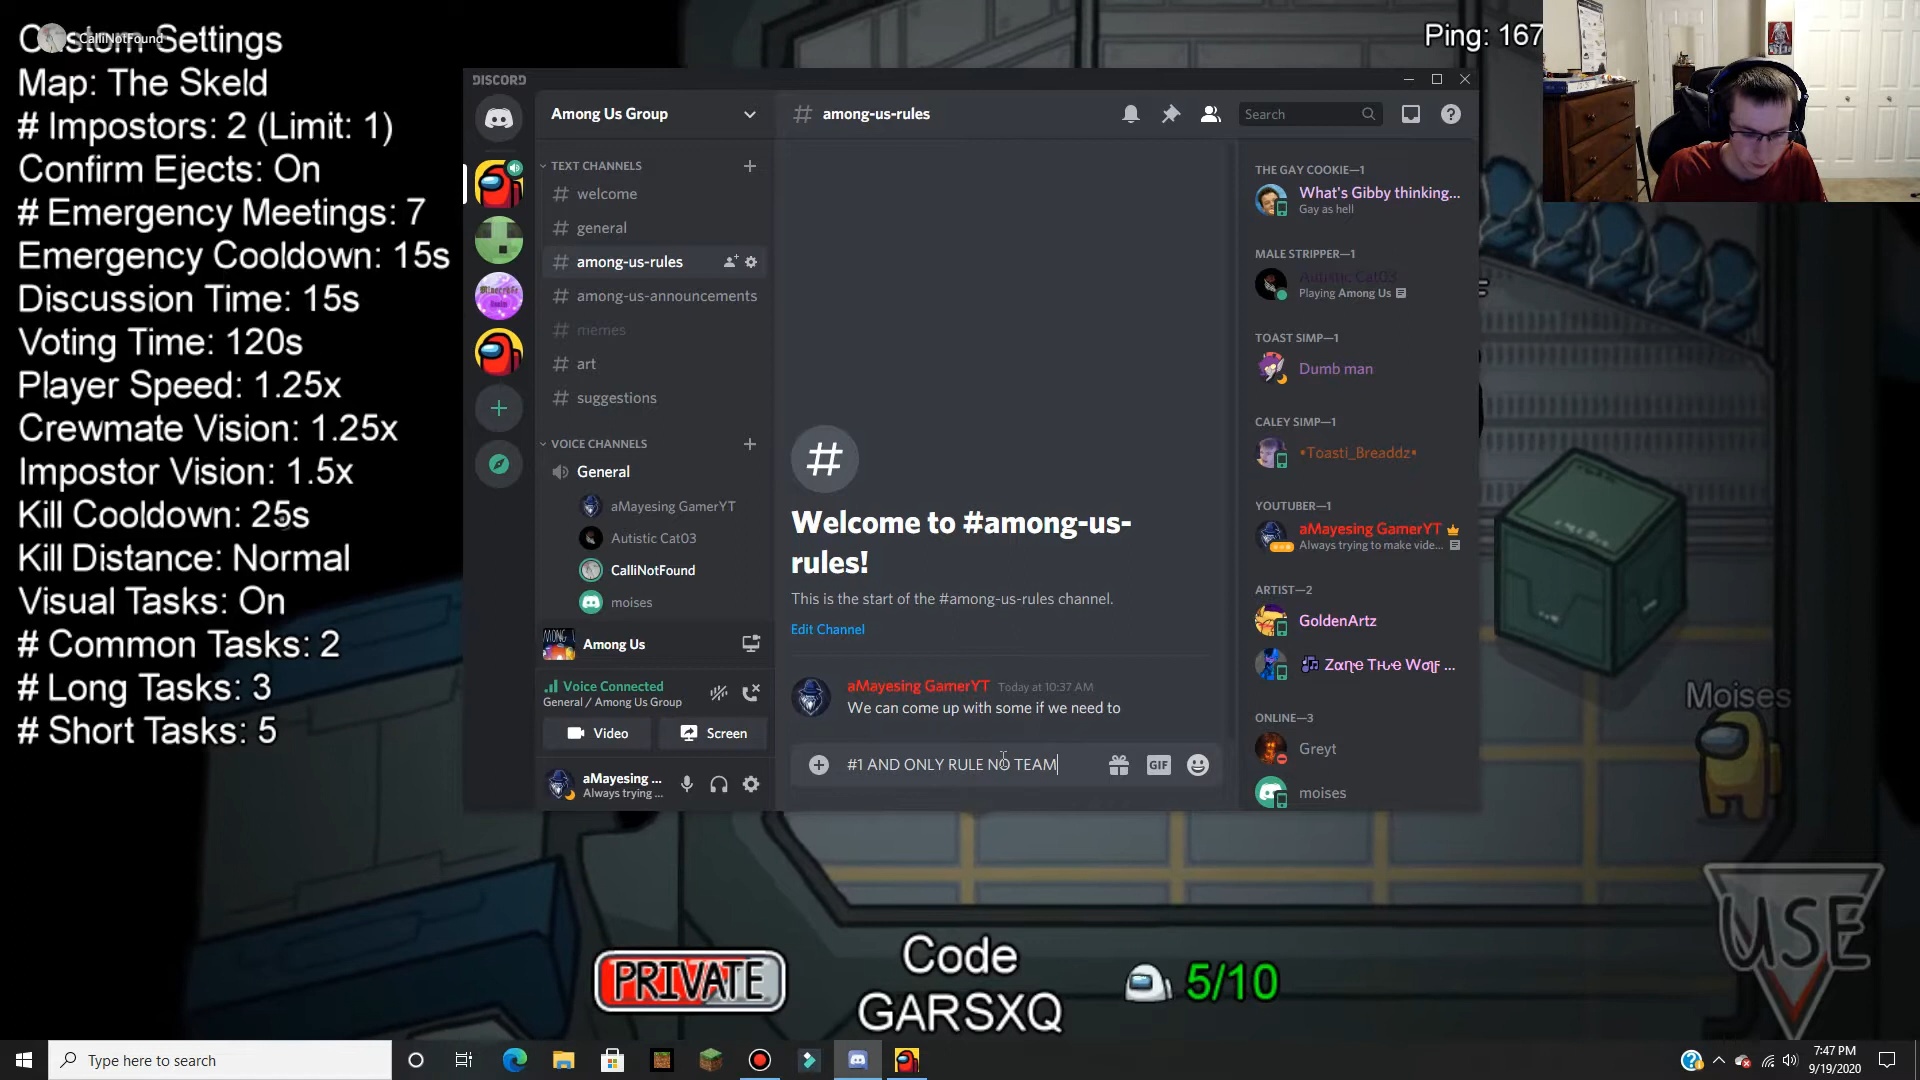 Custom Settings
CalliNotFound
Map: The Skeld
# Impostors: 2 (Limit: 1)
Confirm Ejects: On
# Emergency Meetings: 7
Emergency Cooldown: 15s
Discussion Time: 15s
Voting Time: 120s
Player Speed: 1.25x
Crewmate Vision: 1.25x
Impostor Vision: 1.5x
Kill Cooldown: 25s
Kill Distance: Normal
Visual Tasks: On
# Common Tasks: 2
# Long Tasks: 3
# Short Tasks: 5
Ping: 167
DISCORD
Among Us Group
TEXT CHANNELS
welcome
general
among-us-rules
among-us-announcements
memes
art
suggestions
VOICE CHANNELS
General
aMayesing GamerYT
Autistic Cat03
CalliNotFound
moises
Among Us
Voice Connected
General / Among Us Group
Video
Screen
aMayesing ...
Always trying ...
# among-us-rules
Search
#
Welcome to #among-us-
rules!
This is the start of the #among-us-rules channel.
Edit Channel
aMayesing GamerYT Today at 10:37 AM
We can come up with some if we need to
#1 AND ONLY RULE NO TEAM
GIF
THE GAY COOKIE—1
What's Gibby thinking...
Gay as hell
MALE STRIPPER—1
Autistic Cat03
Playing Among Us
TOAST SIMP—1
Dumb man
CALEY SIMP—1
•Toasti_Breaddz•
YOUTUBER—1
aMayesing GamerYT
Always trying to make vide...
ARTIST—2
GoldenArtz
Zαɳҽ Tԋҽ Wσʅϝ ...
ONLINE—3
Greyt
moises
Moises
USE
PRIVATE
Code
GARSXQ
5/10
Type here to search
7:47 PM
9/19/2020